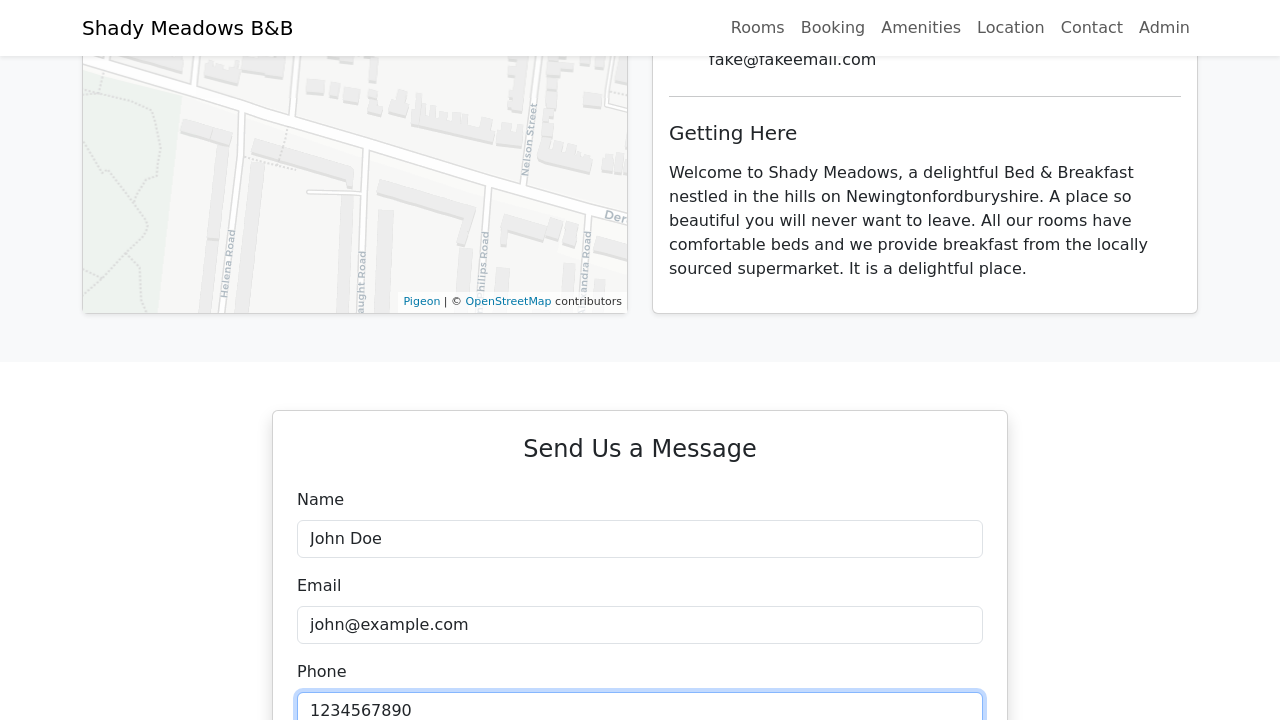 Shady Meadows B&B
Rooms Booking Amenities Location Contact Admin
fake@fakeemail.com
Getting Here
Welcome to Shady Meadows, a delightful Bed & Breakfast
nestled in the hills on Newingtonfordburyshire. A place so
beautiful you will never want to leave. All our rooms have
comfortable beds and we provide breakfast from the locally
sourced supermarket. It is a delightful place.
Nelson Street
Helena Road
Road
Road
Road
Pigeon | © OpenStreetMap contributors
Send Us a Message
Name
John Doe
Email
john@example.com
Phone
1234567890